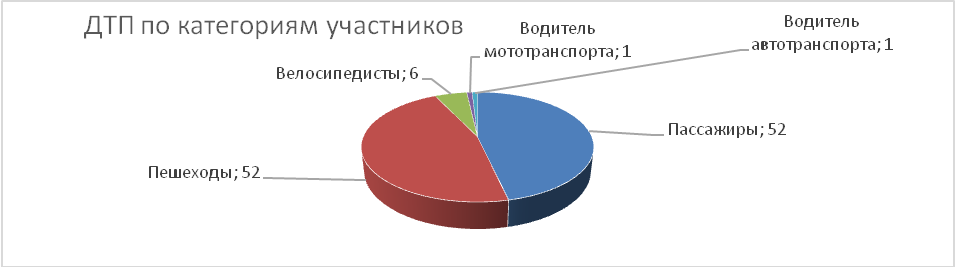 ДТП по категориям участников
Водитель
мототранспорта; 1
Водитель
автотранспорта; 1
Велосипедисты; 6
Пассажиры; 52
Пешеходы; 52